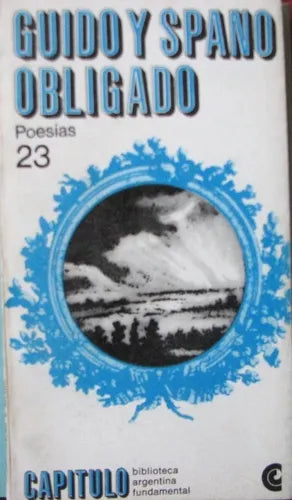 GUIDO Y SPANO
OBLIGADO
Poesías
23
CAPITULO
biblioteca
argentina
fundamental